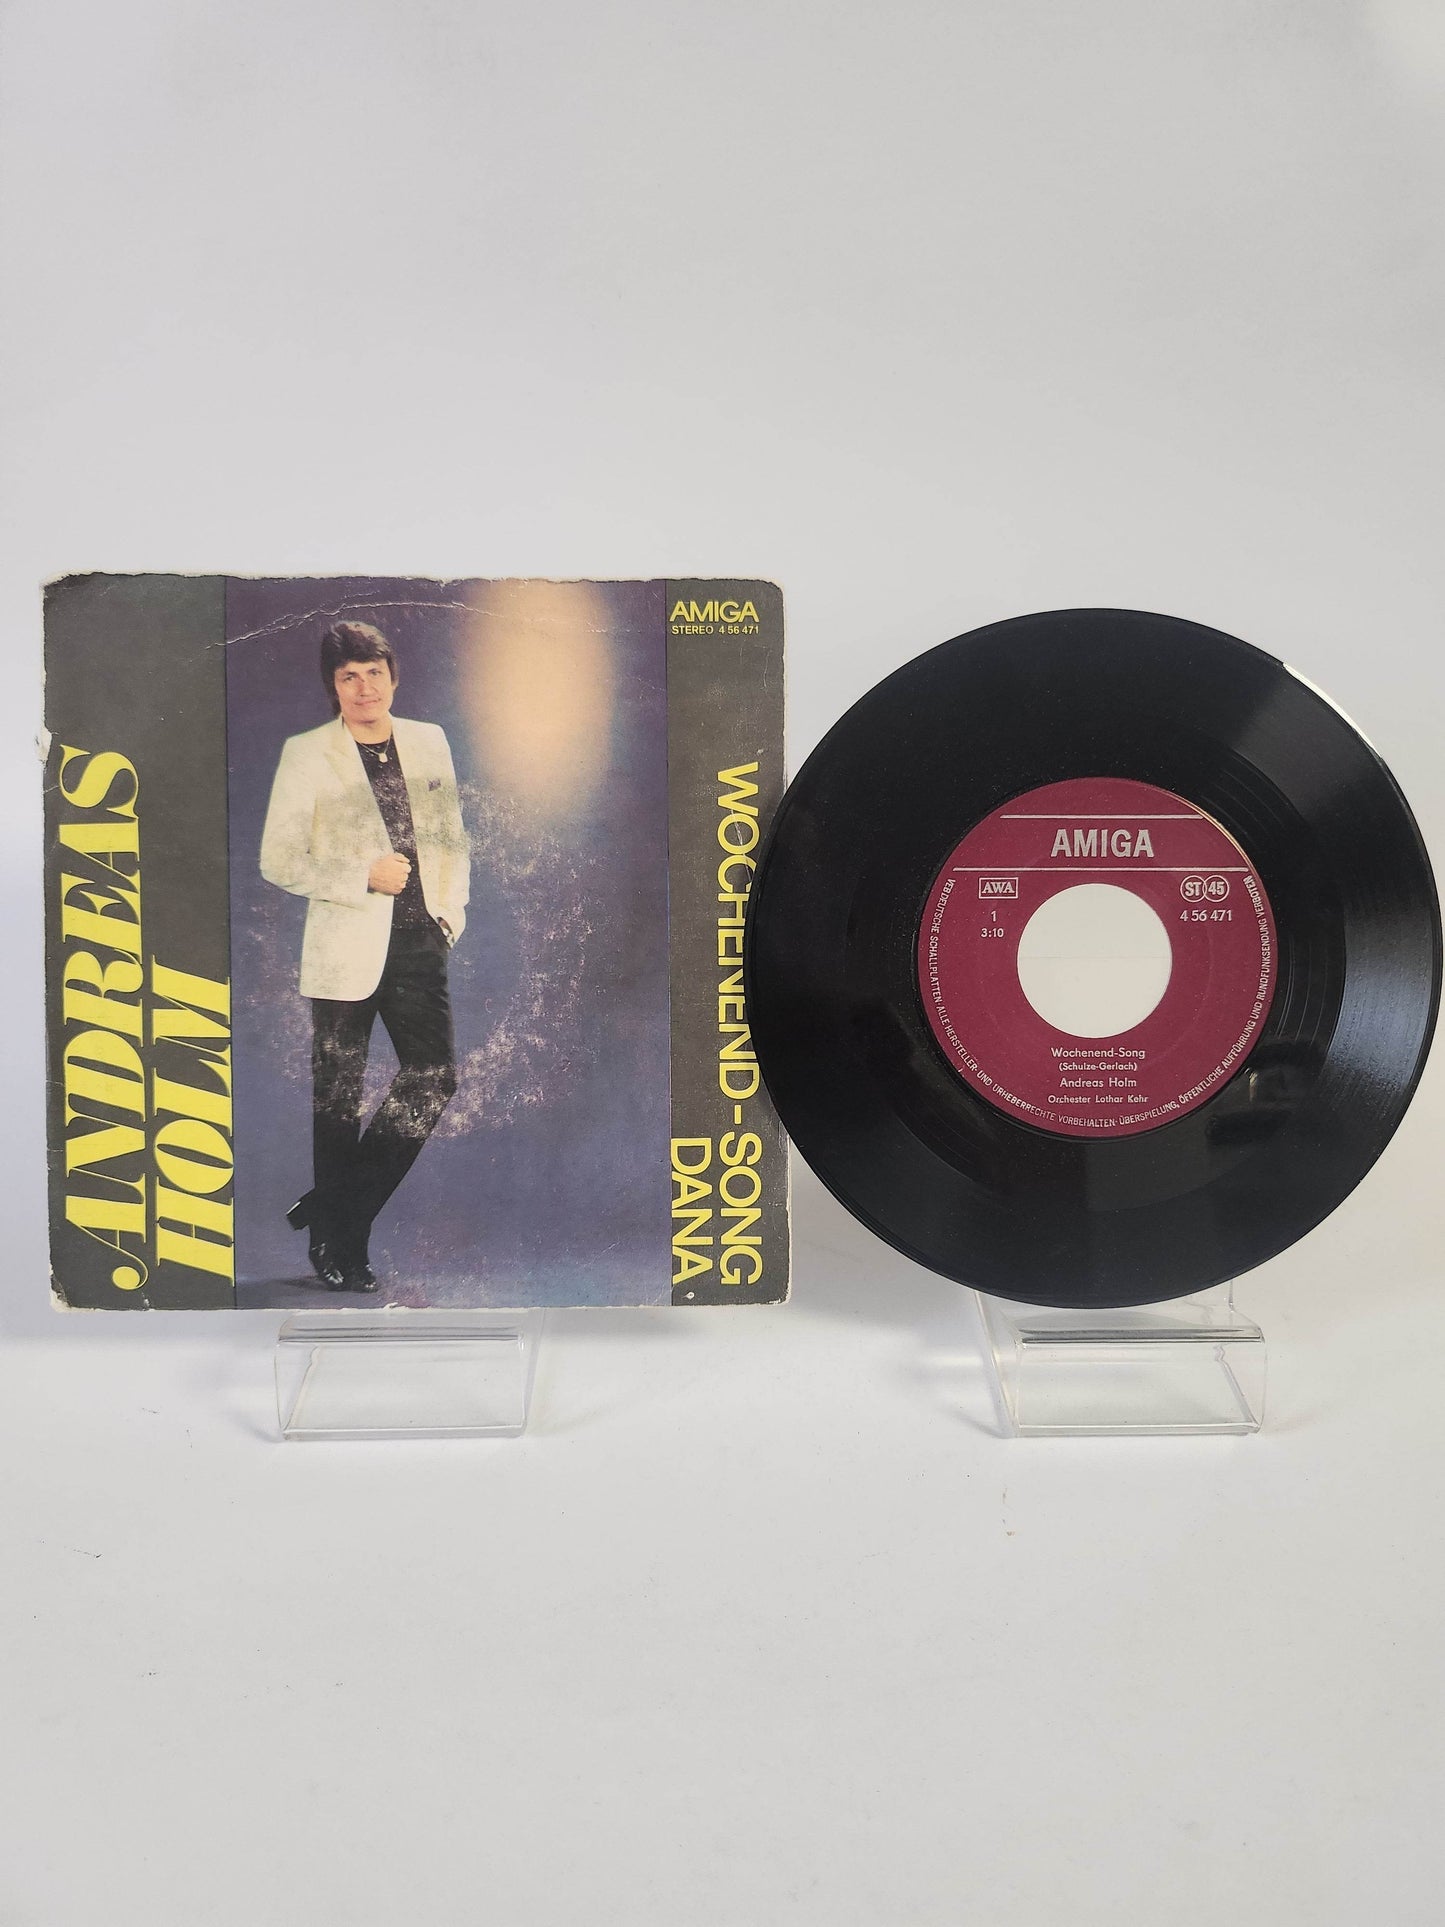 ANDREAS
HOLM
AMIGA
STEREO 4 56 471
WOCHENEND-SONG
DANA
AMIGA
AWA
ST 45
1
4 56 471
3:10
Wochenend-Song
(Schulze-Gerlach)
Andreas Holm
Orchester Lothar Kehr
VEB DEUTSCHE SCHALLPLATTEN · ALLE HERSTELLER- UND URHEBERRECHTE VORBEHALTEN · ÜBERSPIELUNG, ÖFFENTLICHE AUFFÜHRUNG UND RUNDFUNKSENDUNG VERBOTEN